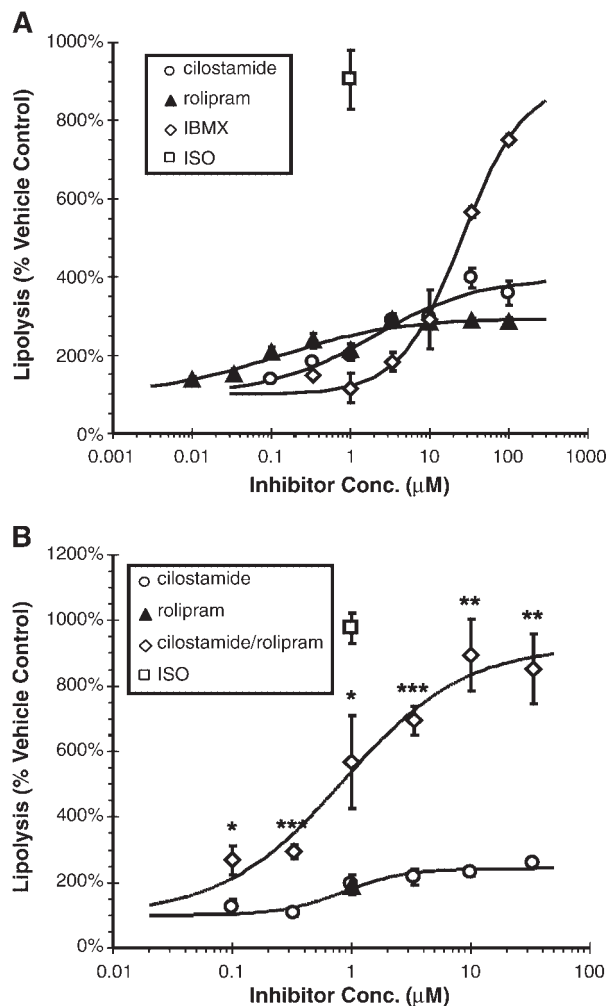 A
1000%
800%
600%
400%
200%
0%
Lipolysis (% Vehicle Control)
cilostamide
rolipram
IBMX
ISO
0.001 0.01 0.1 1 10 100 1000
Inhibitor Conc. (µM)
B
1200%
1000%
800%
600%
400%
200%
0%
Lipolysis (% Vehicle Control)
cilostamide
rolipram
cilostamide/rolipram
ISO
* *** * *** ** **
0.01 0.1 1 10 100
Inhibitor Conc. (µM)